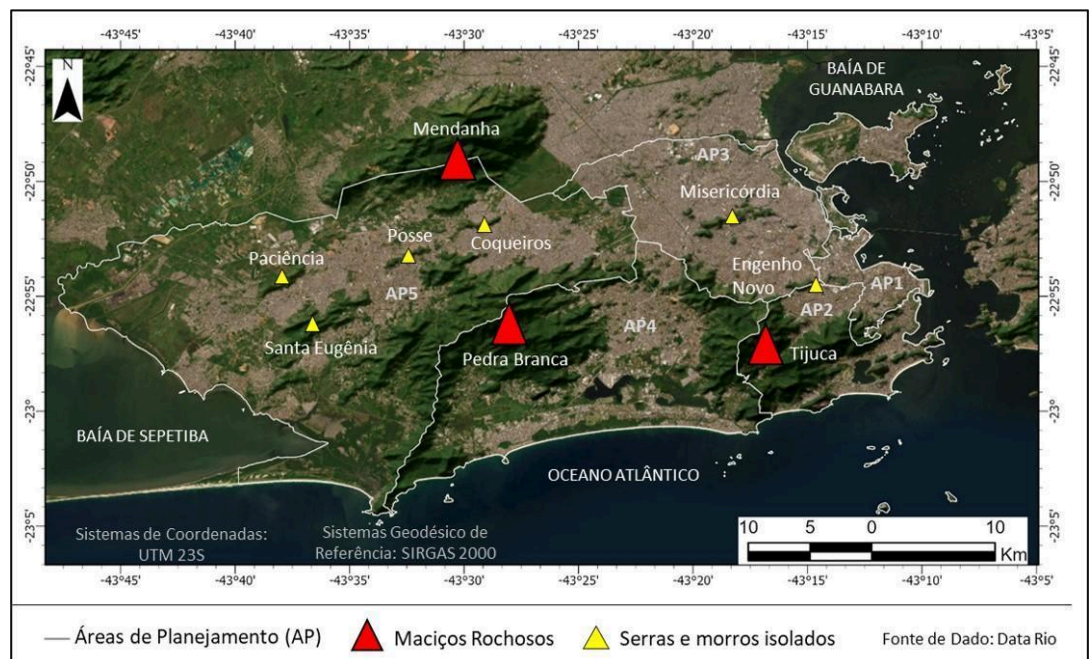 -43°45 -43°40 -43°35 -43°30 -43°25 -43°20 -43°15 -43°10 -43°5
-22°45
-22°45
N
BAÍA DE
GUANABARA
Mendanha
AP3
-22°50
-22°50
Misericórdia
Posse
Coqueiros
Paciência
Engenho
Novo
AP1
-22°55
-22°55
AP5
AP2
AP4
Santa Eugênia
Pedra Branca
Tijuca
-23°
-23°
BAÍA DE SEPETIBA
OCEANO ATLÂNTICO
-23°5
-23°5
Sistemas de Coordenadas:
UTM 23S
Sistemas Geodésico de
Referência: SIRGAS 2000
10 5 0 10
Km
-43°45 -43°40 -43°35 -43°30 -43°25 -43°20 -43°15 -43°10 -43°5
Áreas de Planejamento (AP) Maciços Rochosos Serras e morros isolados Fonte de Dado: Data Rio